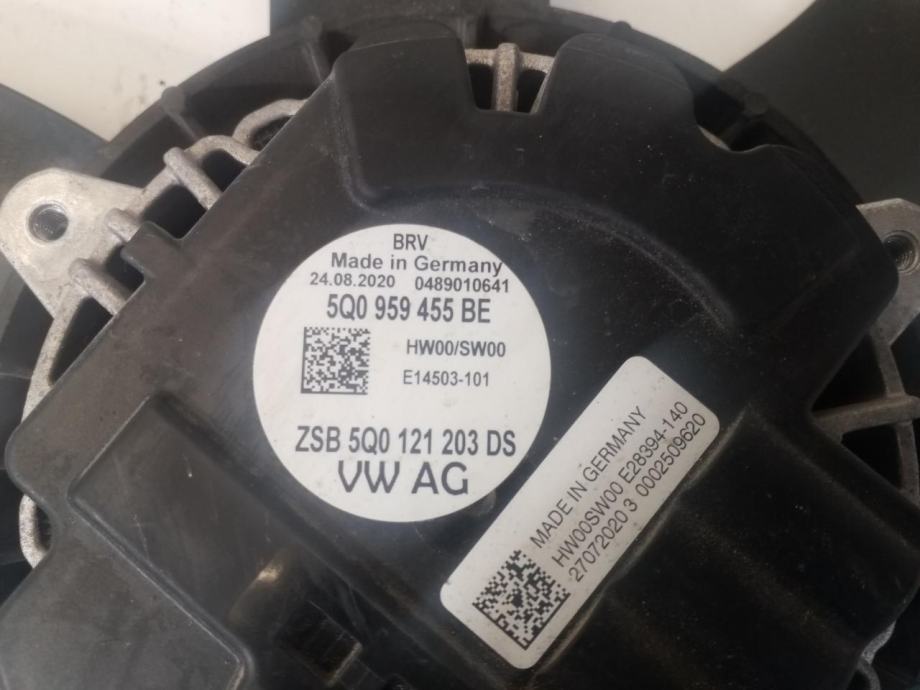 BRV
Made in Germany
24.08.2020 0489010641
5Q0 959 455 BE
HW00/SW00
E14503-101
ZSB 5Q0 121 203 DS
VW AG
MADE IN GERMANY
HW00SW00 E28394-140
27072020 3 0002509620